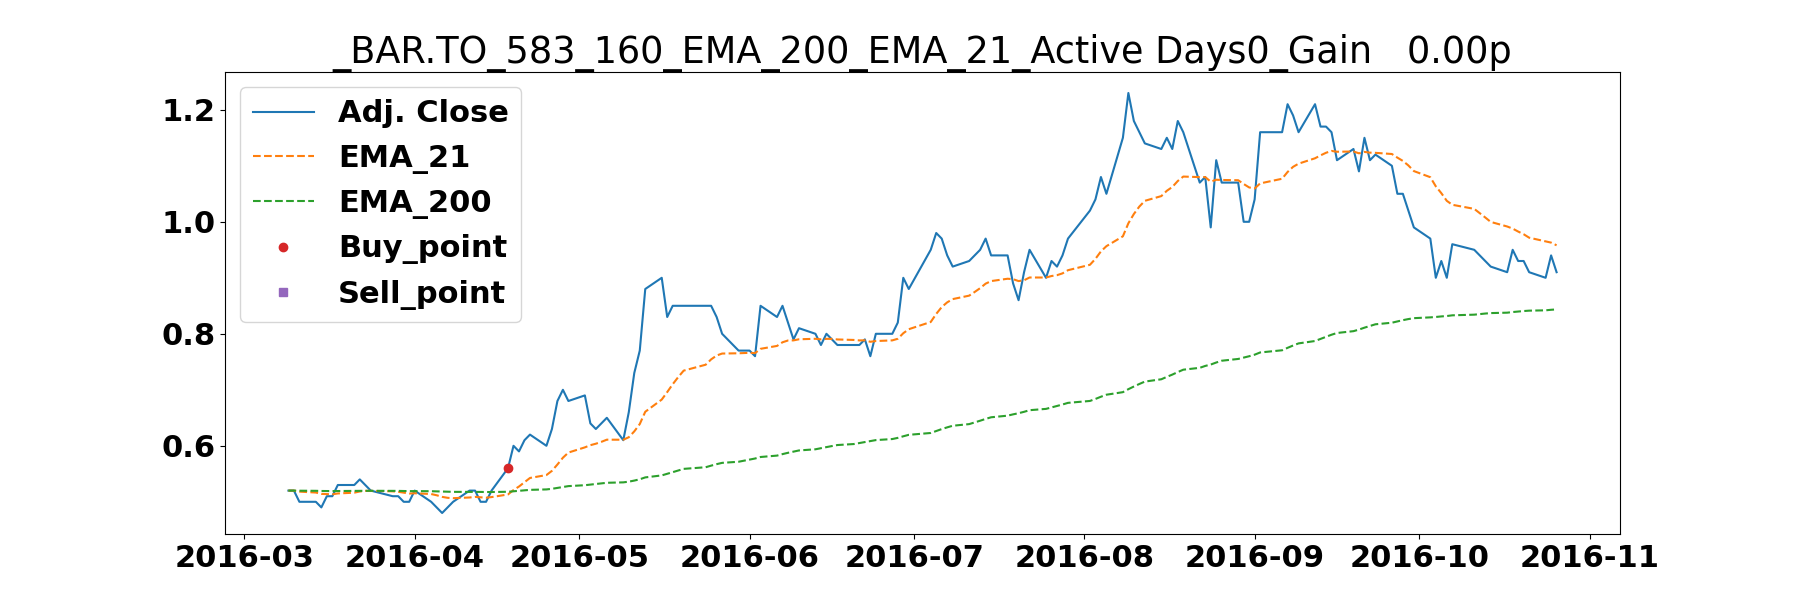 _BAR.TO_583_160_EMA_200_EMA_21_Active Days0_Gain   0.00p
Adj. Close
EMA_21
EMA_200
Buy_point
Sell_point
1.2
1.0
0.8
0.6
2016-03 2016-04 2016-05 2016-06 2016-07 2016-08 2016-09 2016-10 2016-11